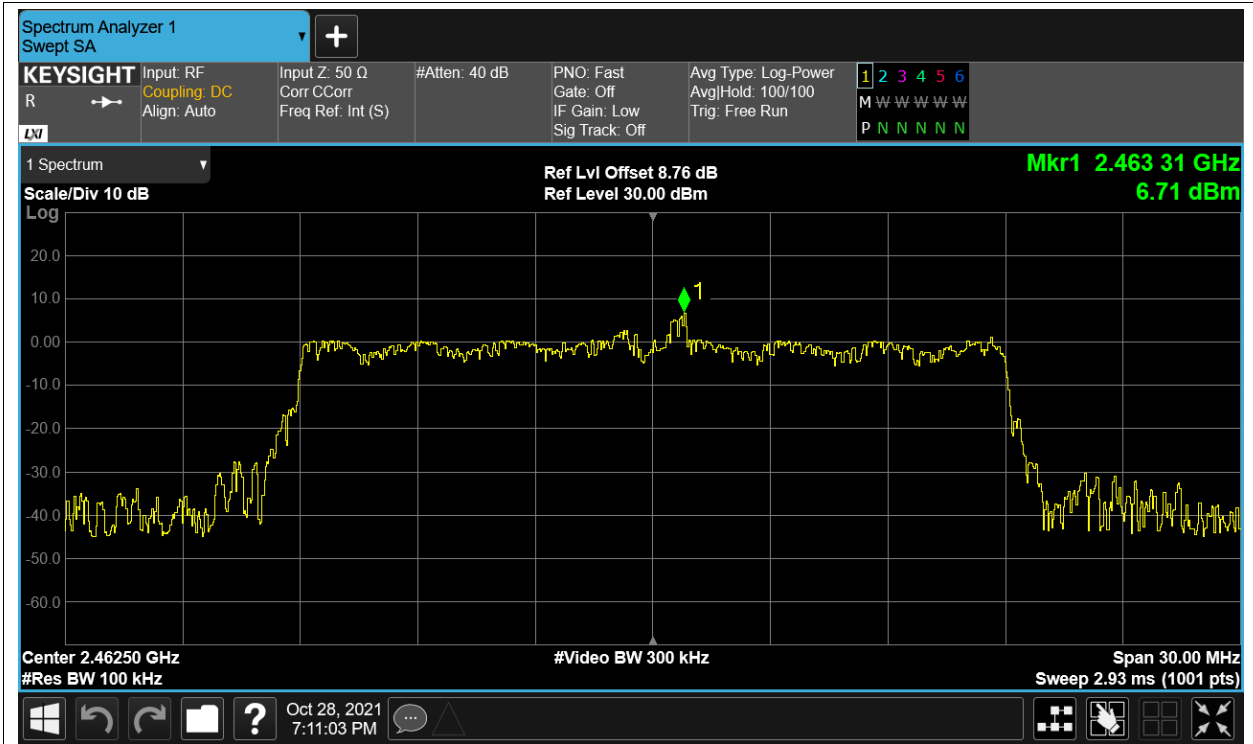 Spectrum Analyzer 1
Swept SA
+
KEYSIGHT
R
LXI
Input: RF
Coupling: DC
Align: Auto
Input Z: 50 Ω
Corr CCorr
Freq Ref: Int (S)
#Atten: 40 dB
PNO: Fast
Gate: Off
IF Gain: Low
Sig Track: Off
Avg Type: Log-Power
Avg|Hold: 100/100
Trig: Free Run
1 2 3 4 5 6
M W W W W W
P N N N N N
1 Spectrum
Scale/Div 10 dB
Log
Ref Lvl Offset 8.76 dB
Ref Level 30.00 dBm
Mkr1 2.463 31 GHz
6.71 dBm
20.0
10.0
0.00
-10.0
-20.0
-30.0
-40.0
-50.0
-60.0
1
Center 2.46250 GHz
#Res BW 100 kHz
#Video BW 300 kHz
Span 30.00 MHz
Sweep 2.93 ms (1001 pts)
?
Oct 28, 2021
7:11:03 PM